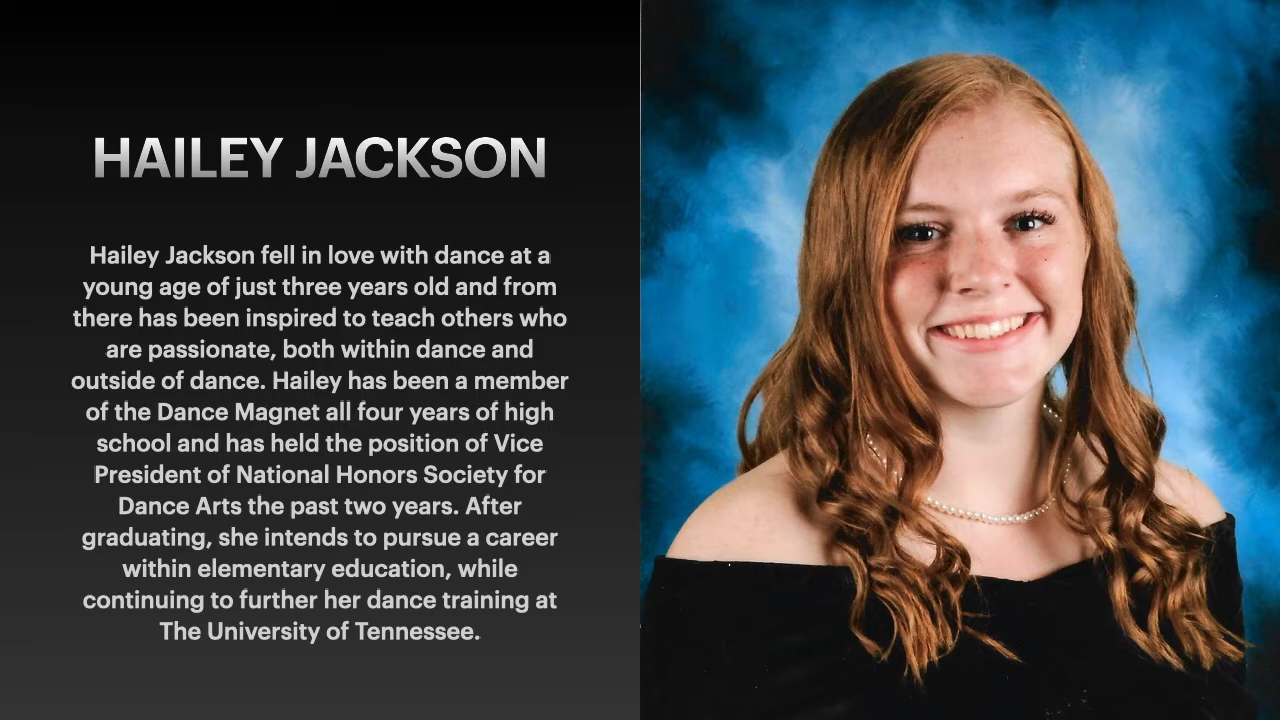 HAILEY JACKSON
Hailey Jackson fell in love with dance at a
young age of just three years old and from
there has been inspired to teach others who
are passionate, both within dance and
outside of dance. Hailey has been a member
of the Dance Magnet all four years of high
school and has held the position of Vice
President of National Honors Society for
Dance Arts the past two years. After
graduating, she intends to pursue a career
within elementary education, while
continuing to further her dance training at
The University of Tennessee.